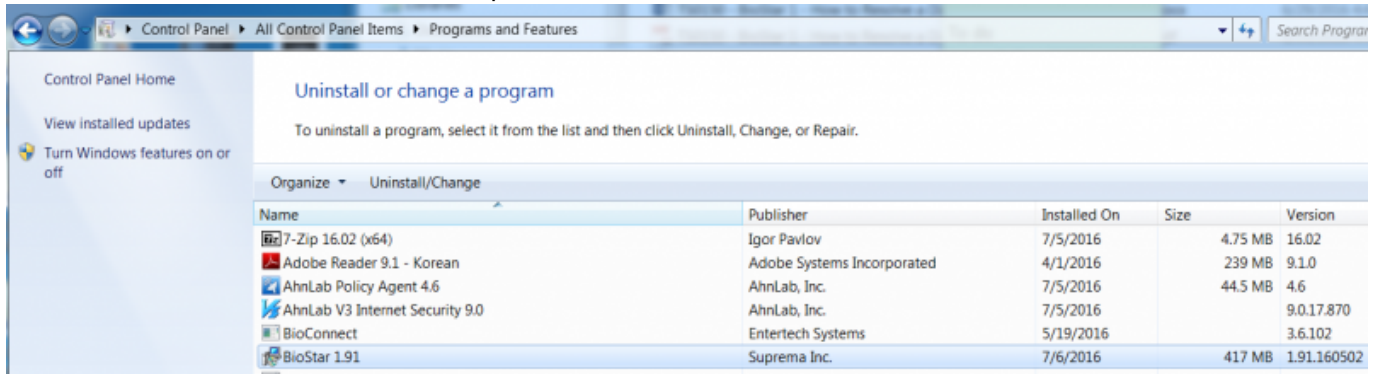 Control Panel ▸ All Control Panel Items ▸ Programs and Features
Search Program
Control Panel Home
View installed updates
Turn Windows features on or
off
Uninstall or change a program
To uninstall a program, select it from the list and then click Uninstall, Change, or Repair.
Organize Uninstall/Change
Name Publisher Installed On Size Version
7-Zip 16.02 (x64) Igor Pavlov 7/5/2016 4.75 MB 16.02
Adobe Reader 9.1 - Korean Adobe Systems Incorporated 4/1/2016 239 MB 9.1.0
AhnLab Policy Agent 4.6 AhnLab, Inc. 7/5/2016 44.5 MB 4.6
AhnLab V3 Internet Security 9.0 AhnLab, Inc. 7/5/2016 9.0.17.870
BioConnect Entertech Systems 5/19/2016 3.6.102
BioStar 1.91 Suprema Inc. 7/6/2016 417 MB 1.91.160502